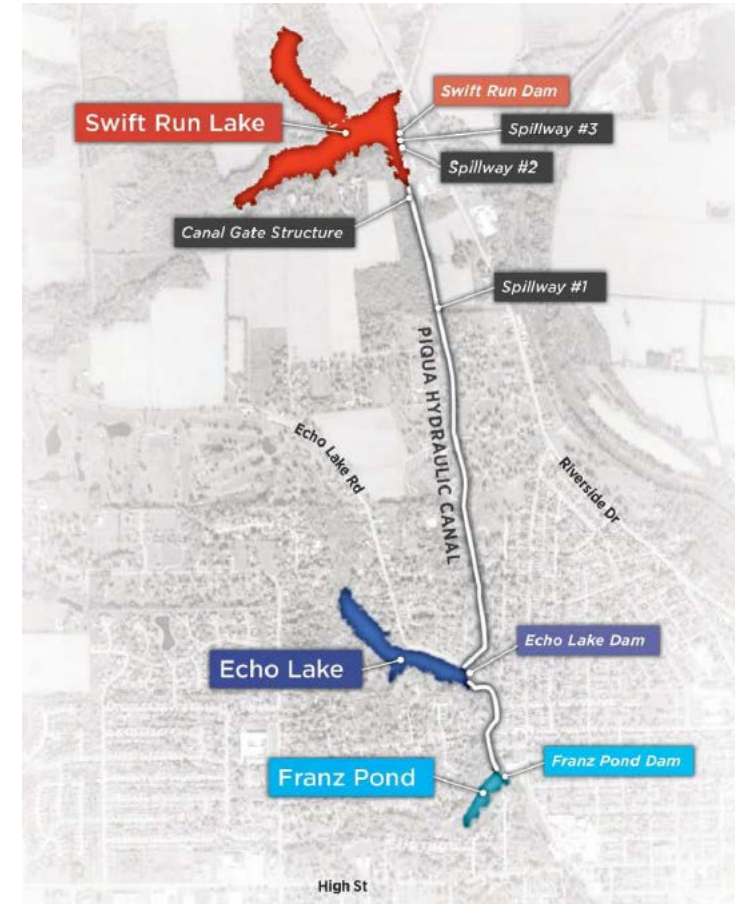 Swift Run Dam
Swift Run Lake
Spillway #3
Spillway #2
Canal Gate Structure
Spillway #1
PIQUA HYDRAULIC CANAL
Echo Lake Rd
Riverside Dr
Echo Lake Dam
Echo Lake
Franz Pond Dam
Franz Pond
High St